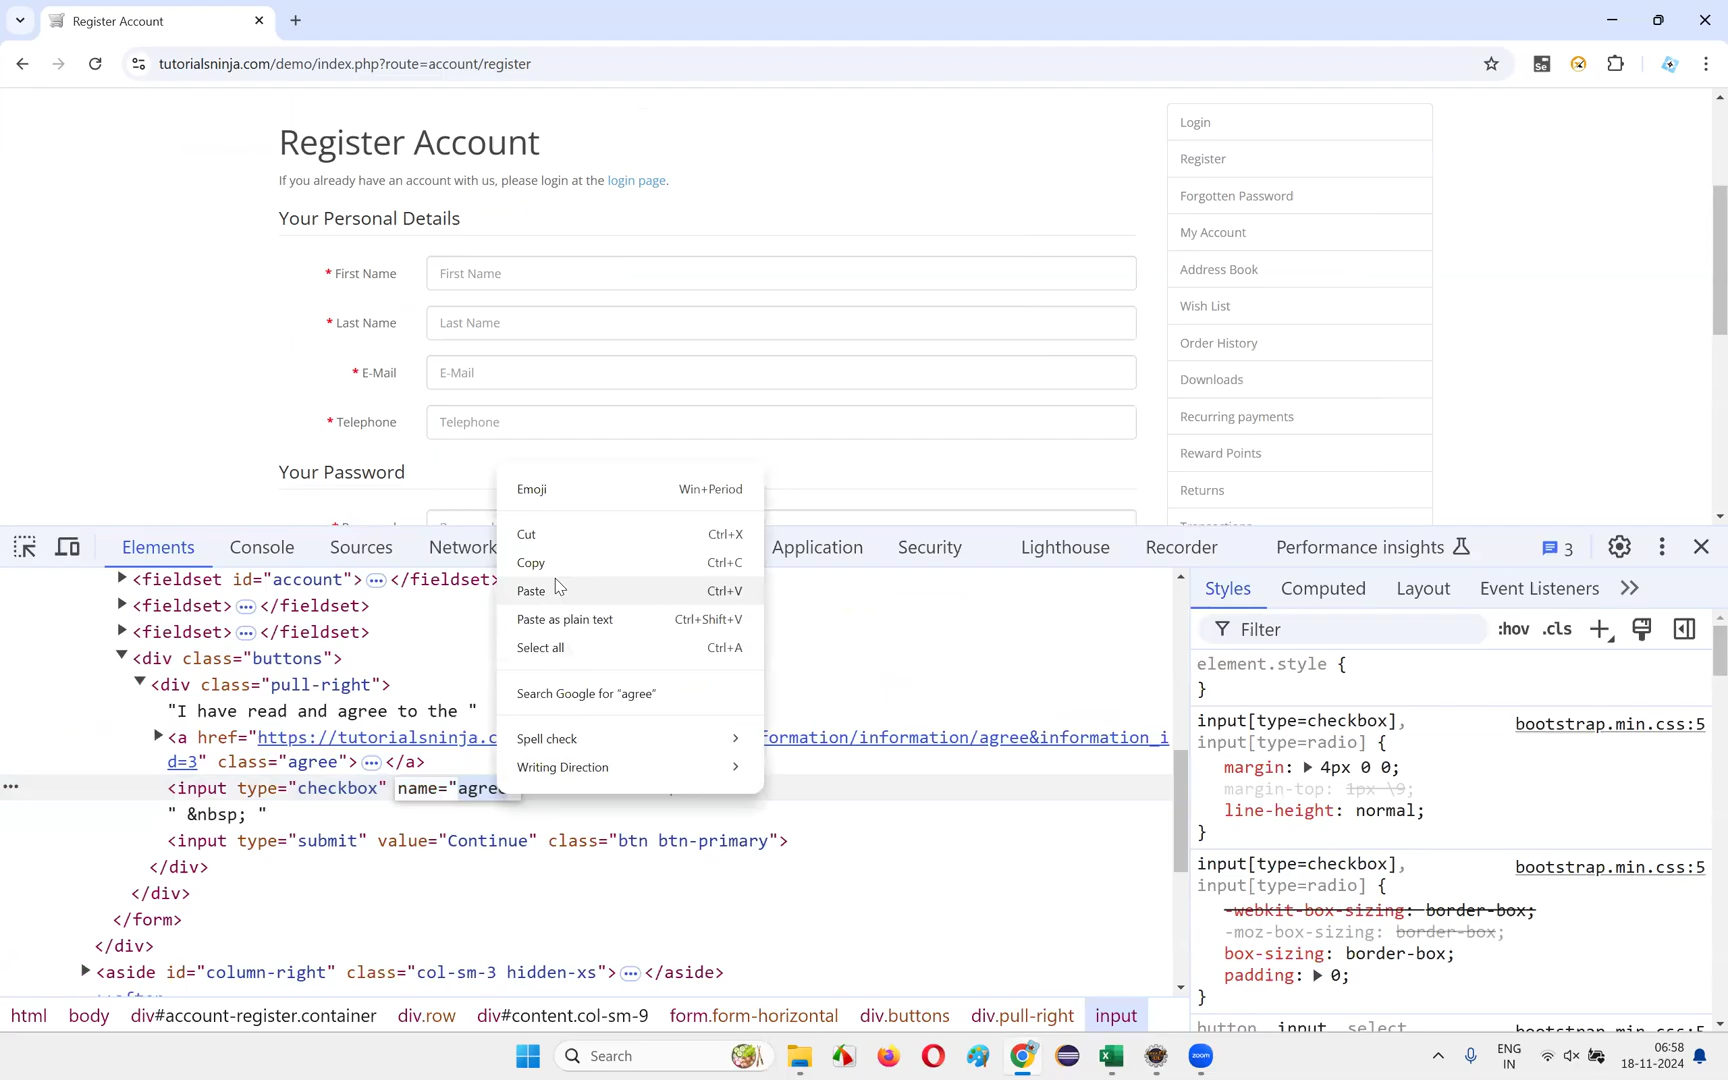 Register Account
tutorialsninja.com/demo/index.php?route=account/register
Register Account
If you already have an account with us, please login at the login page.
Your Personal Details
* First Name
First Name
* Last Name
Last Name
* E-Mail
E-Mail
* Telephone
Telephone
Your Password
Login
Register
Forgotten Password
My Account
Address Book
Wish List
Order History
Downloads
Recurring payments
Reward Points
Returns
Emoji Win+Period
Cut Ctrl+X
Copy Ctrl+C
Paste Ctrl+V
Paste as plain text Ctrl+Shift+V
Select all Ctrl+A
Search Google for “agree”
Spell check
Writing Direction
Elements Console Sources Network Application Security Lighthouse Recorder Performance insights 3
<fieldset id="account"> </fieldset>
<fieldset> </fieldset>
<fieldset> </fieldset>
<div class="buttons">
<div class="pull-right">
"I have read and agree to the "
<a href="https://tutorialsninja.c formation/information/agree&information_i
d=3" class="agree"> </a>
<input type="checkbox" name="agree
" &nbsp; "
<input type="submit" value="Continue" class="btn btn-primary">
</div>
</div>
</form>
</div>
<aside id="column-right" class="col-sm-3 hidden-xs"> </aside>
html body div#account-register.container div.row div#content.col-sm-9 form.form-horizontal div.buttons div.pull-right input
Styles Computed Layout Event Listeners
Filter :hov .cls
element.style {
}
input[type=checkbox], bootstrap.min.css:5
input[type=radio] {
margin: 4px 0 0;
margin-top: 1px \9;
line-height: normal;
}
input[type=checkbox], bootstrap.min.css:5
input[type=radio] {
-webkit-box-sizing: border-box;
-moz-box-sizing: border-box;
box-sizing: border-box;
padding: 0;
}
button, input, select,
Search
zoom
ENG
IN
06:58
18-11-2024